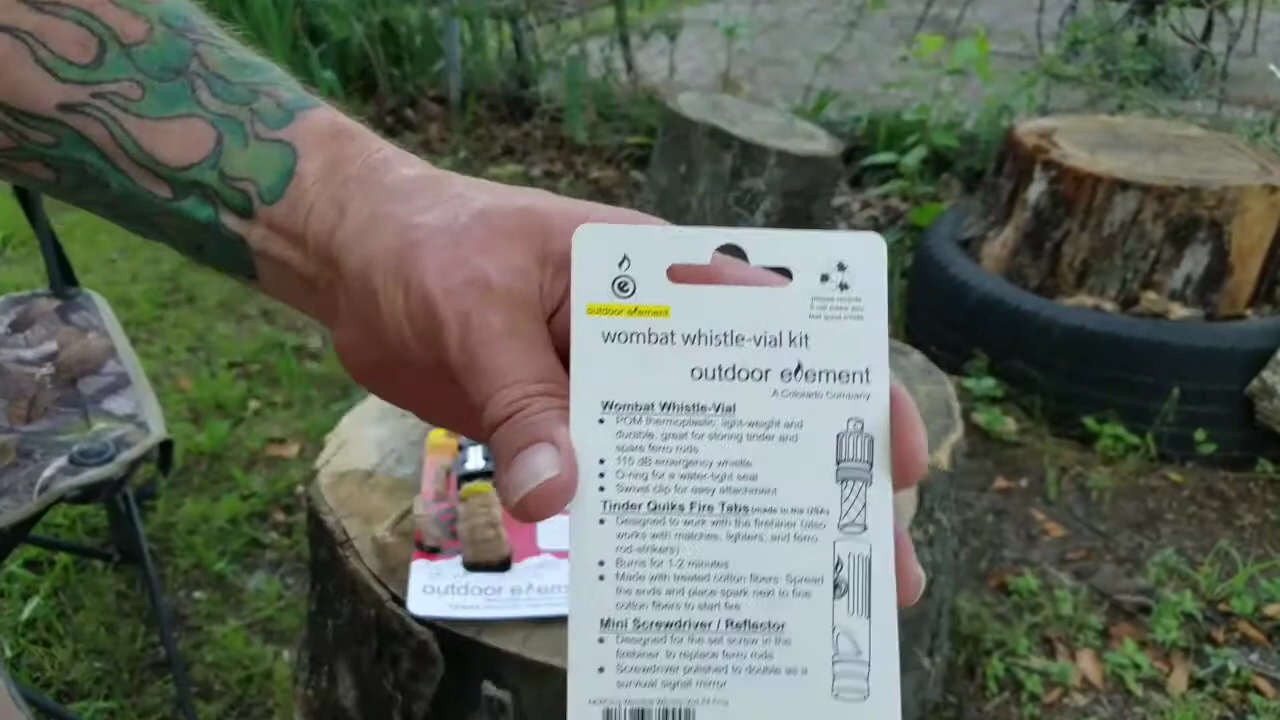 outdoor element
wombat whistle-vial kit
outdoor element
A Colorado Company
Wombat Whistle-Vial
• POM thermoplastic, light-weight and
durable, great for storing tinder and
spare ferro rods
• 110 dB emergency whistle
• O-ring for a water-tight seal
• Swivel clip for easy attachment
Tinder Quiks Fire Tabs (made in the USA)
• Designed to work with the firebiner (also
works with matches, lighters, and ferro
rod-strikers)
• Burns for 1-2 minutes
• Made with treated cotton fibers. Spread
the ends and place spark next to fine
cotton fibers to start fire
Mini Screwdriver / Reflector
• Designed for the set screw in the
firebiner, to replace ferro rods
• Screwdriver polished to double as a
survival signal mirror
outdoor element